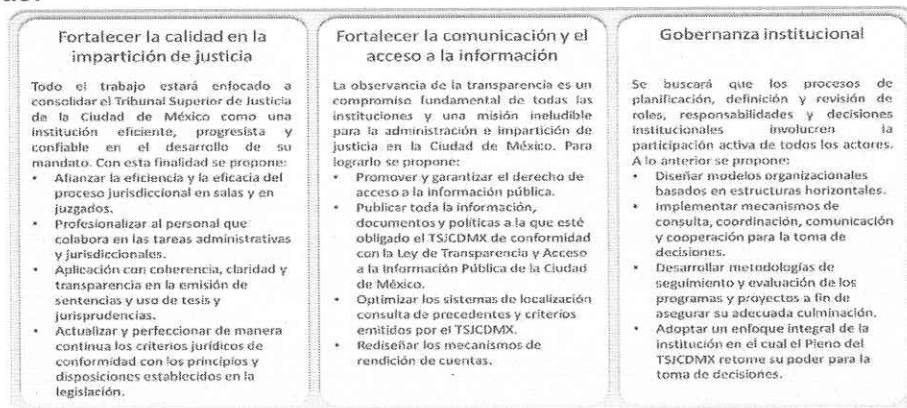 Fortalecer la calidad en la
impartición de justicia
Todo el trabajo estará enfocado a
consolidar el Tribunal Superior de Justicia
de la Ciudad de México como una
institución eficiente, progresista y
confiable en el desarrollo de su
mandato. Con esta finalidad se propone:
• Afianzar la eficiencia y la eficacia del
proceso jurisdiccional en salas y en
juzgados.
• Profesionalizar al personal que
colabora en las tareas administrativas
y jurisdiccionales.
• Aplicación con coherencia, claridad y
transparencia en la emisión de
sentencias y uso de tesis y
jurisprudencias.
• Actualizar y perfeccionar de manera
continua los criterios jurídicos de
conformidad con los principios y
disposiciones establecidos en la
legislación.
Fortalecer la comunicación y el
acceso a la información
La observancia de la transparencia es un
compromiso fundamental de todas las
instituciones y una misión ineludible
para la administración e impartición de
justicia en la Ciudad de México. Para
lograrlo se propone:
• Promover y garantizar el derecho de
acceso a la información pública.
• Publicar toda la información,
documentos y políticas a la que esté
obligado el TSJCDMX de conformidad
con la Ley de Transparencia y Acceso
a la Información Pública de la Ciudad
de México.
• Optimizar los sistemas de localización
consulta de precedentes y criterios
emitidos por el TSJCDMX.
• Rediseñar los mecanismos de
rendición de cuentas.
Gobernanza institucional
Se buscará que los procesos de
planificación, definición y revisión de
roles, responsabilidades y decisiones
institucionales involucren la
participación activa de todos los actores.
A lo anterior se propone:
• Diseñar modelos organizacionales
basados en estructuras horizontales.
• Implementar mecanismos de
consulta, coordinación, comunicación
y cooperación para la toma de
decisiones.
• Desarrollar metodologías de
seguimiento y evaluación de los
programas y proyectos a fin de
asegurar su adecuada culminación.
• Adoptar un enfoque integral de la
institución en el cual el Pleno del
TSJCDMX retome su poder para la
toma de decisiones.